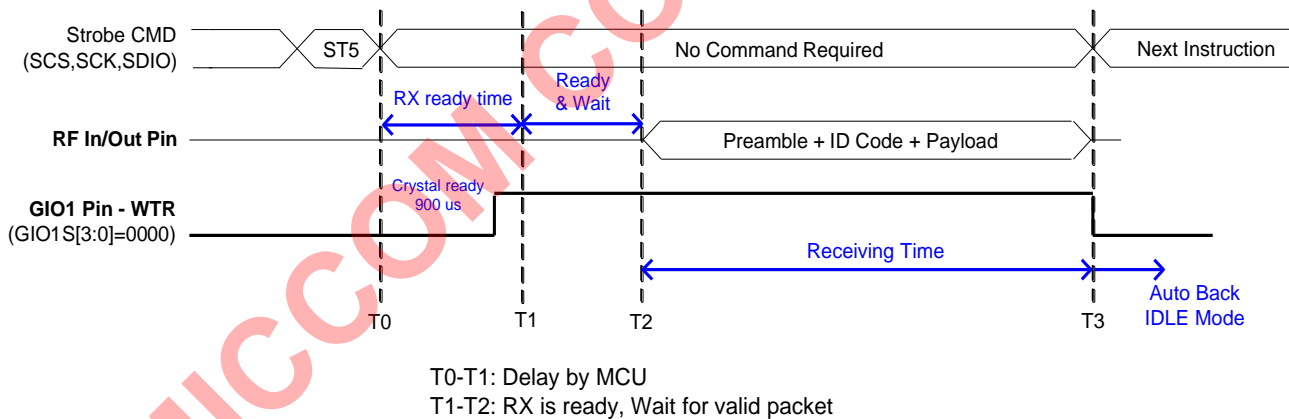 Strobe CMD
(SCS,SCK,SDIO)
ST5
No Command Required
Next Instruction
RX ready time
Ready
& Wait
RF In/Out Pin
Preamble + ID Code + Payload
Crystal ready
900 us
GIO1 Pin - WTR
(GIO1S[3:0]=0000)
Receiving Time
Auto Back
IDLE Mode
T0
T1
T2
T3
T0-T1: Delay by MCU
T1-T2: RX is ready, Wait for valid packet
MICCOM CO